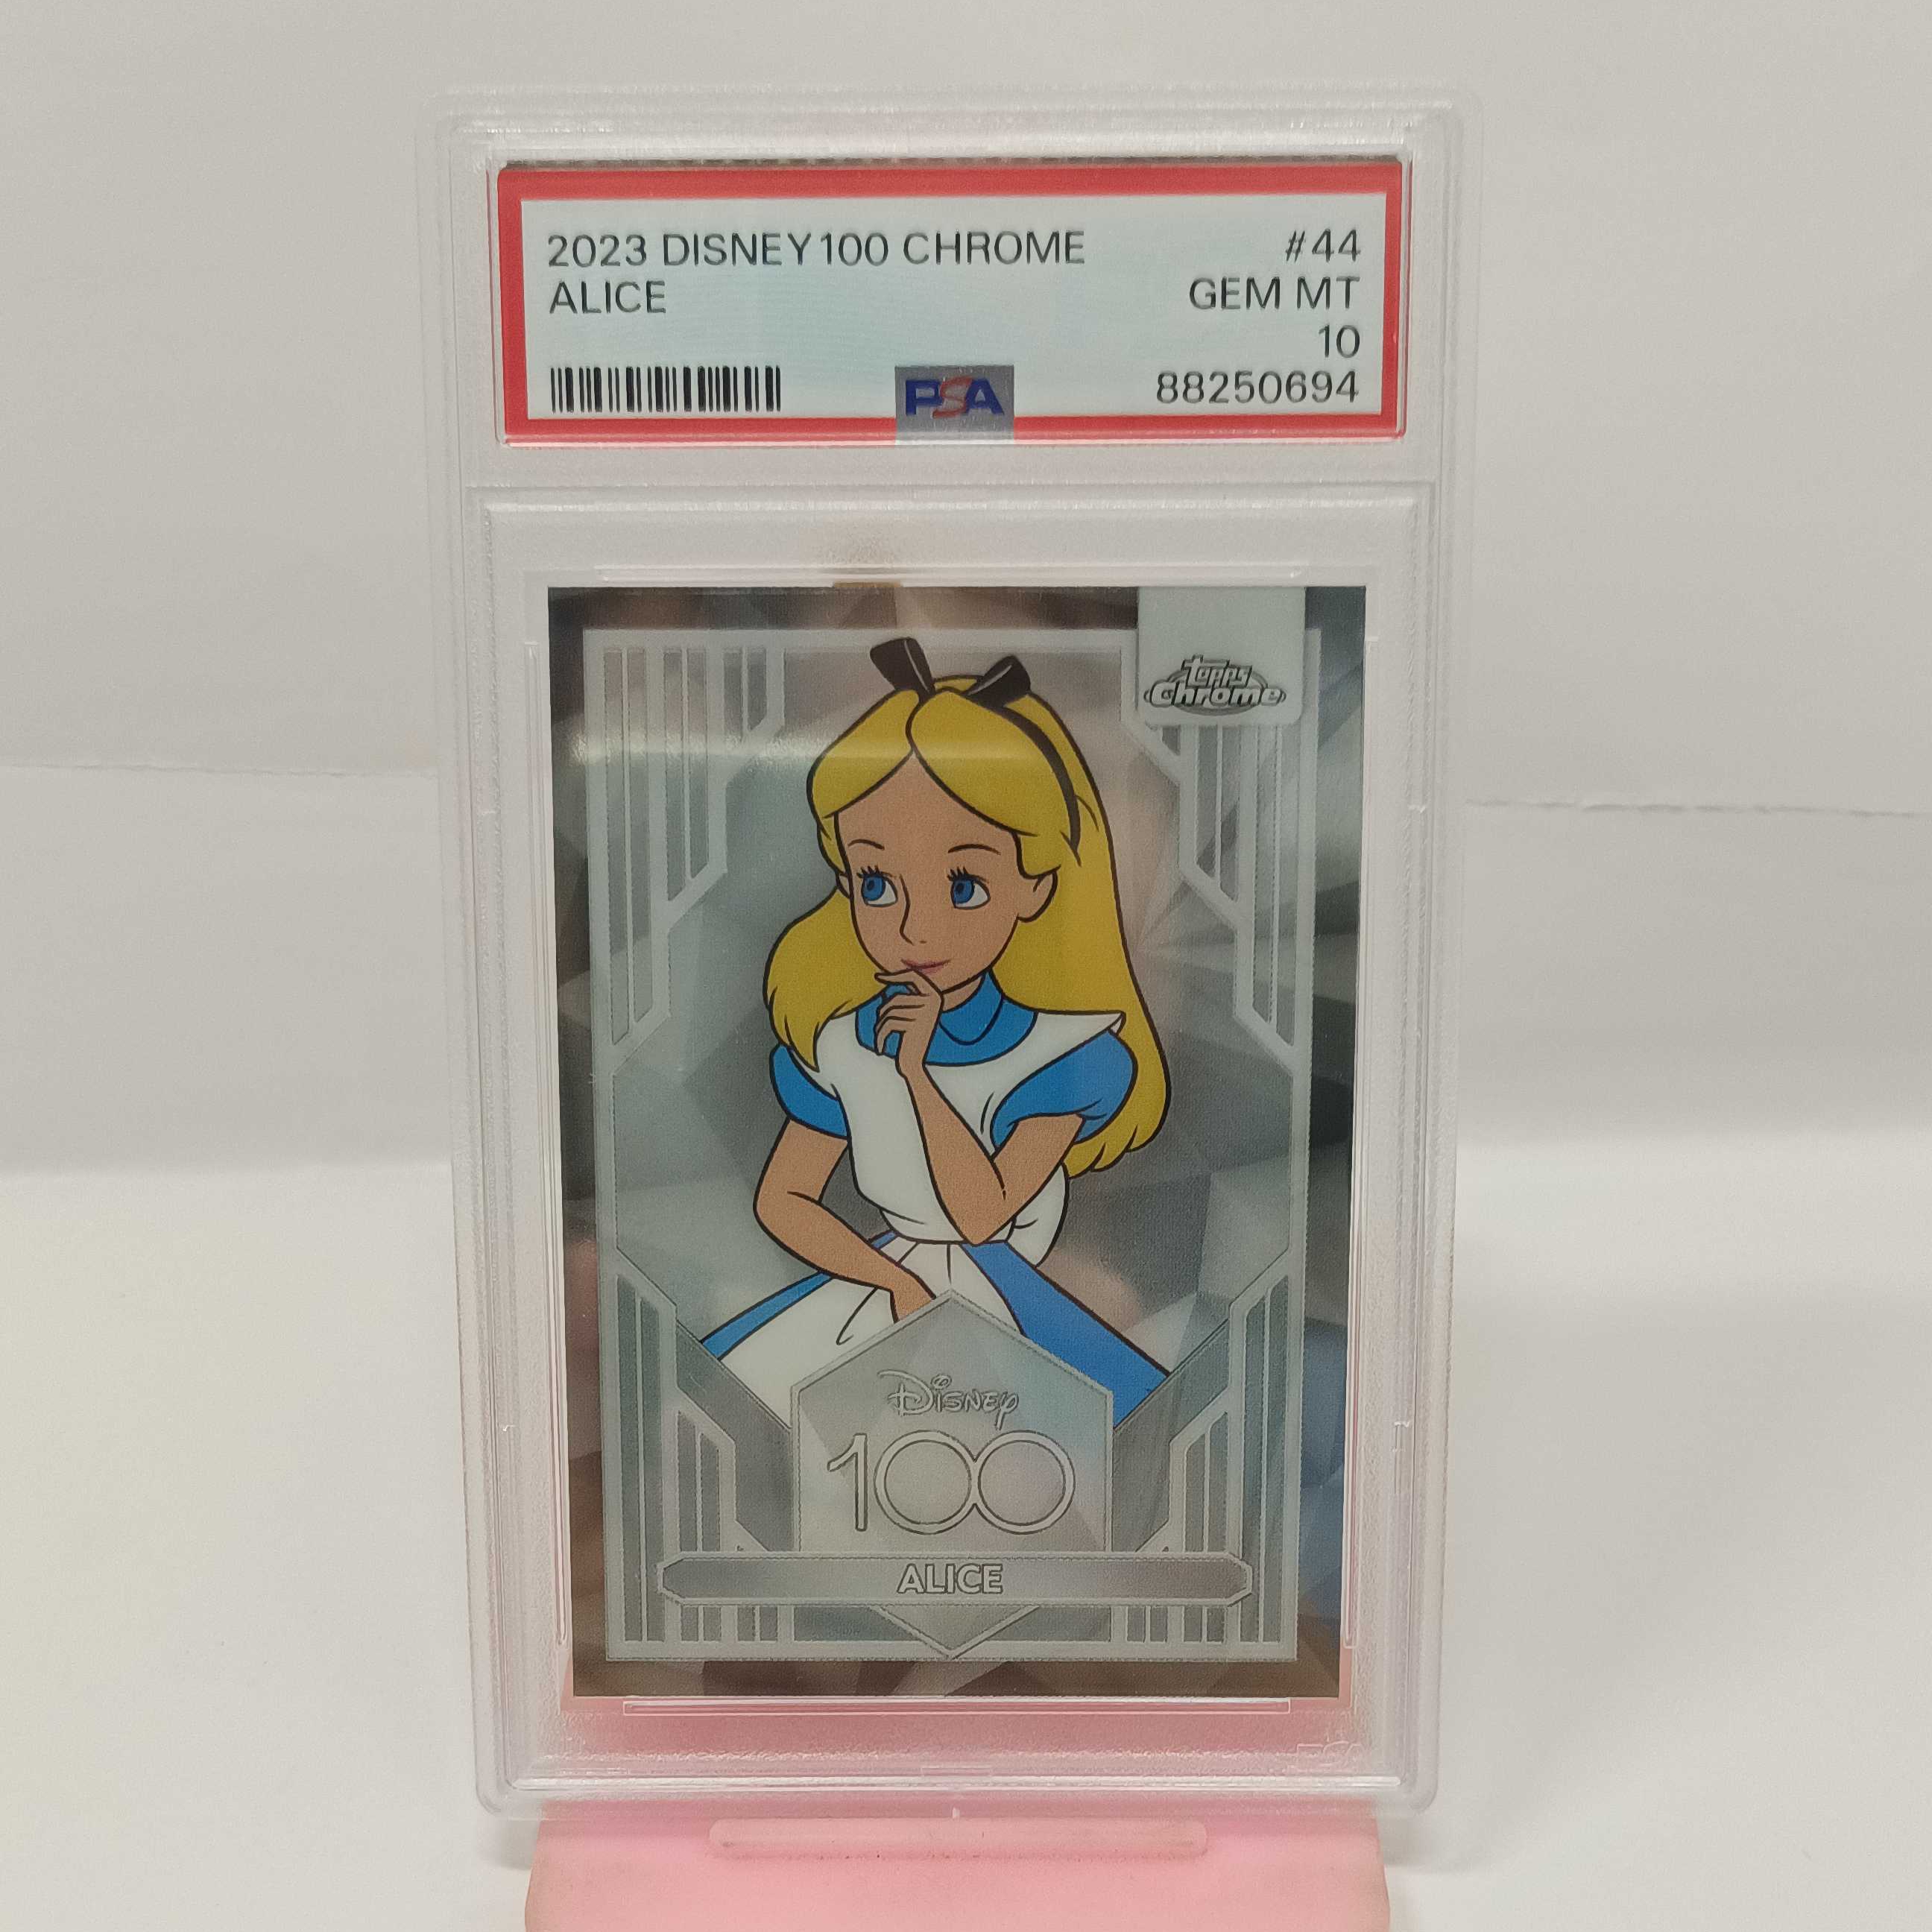 2023 DISNEY100 CHROME #44
ALICE GEM MT
10
PSA 88250694
topps
Chrome
Disney
100
ALICE